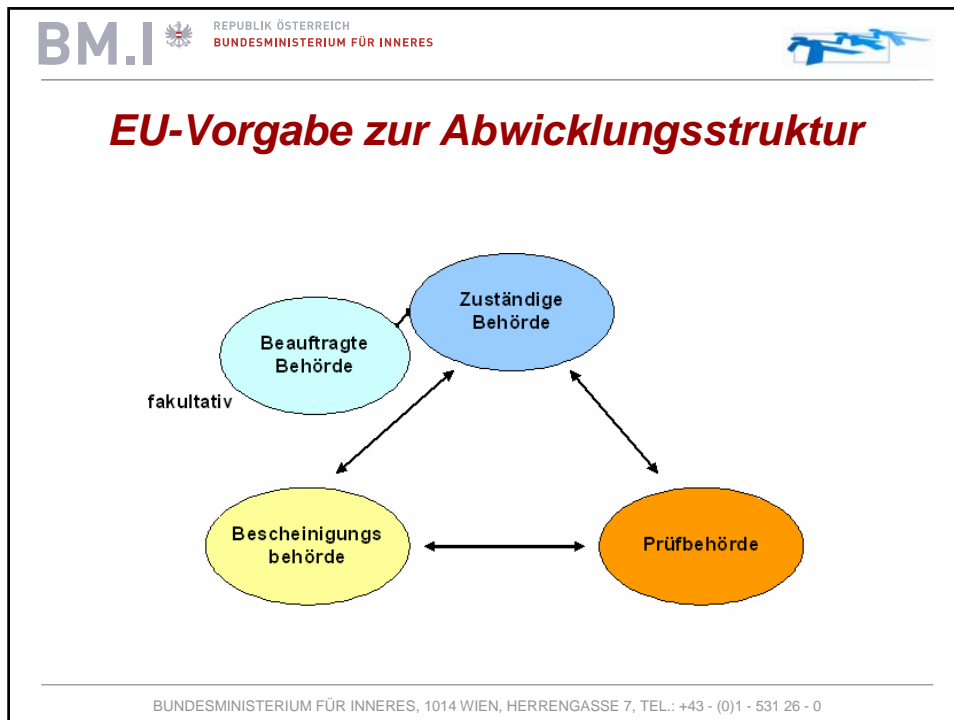 BM.I
REPUBLIK ÖSTERREICH
BUNDESMINISTERIUM FÜR INNERES
EU-Vorgabe zur Abwicklungsstruktur
Zuständige
Behörde
Beauftragte
Behörde
fakultativ
Bescheinigungs
behörde
Prüfbehörde
BUNDESMINISTERIUM FÜR INNERES, 1014 WIEN, HERRENGASSE 7, TEL.: +43 - (0)1 - 531 26 - 0